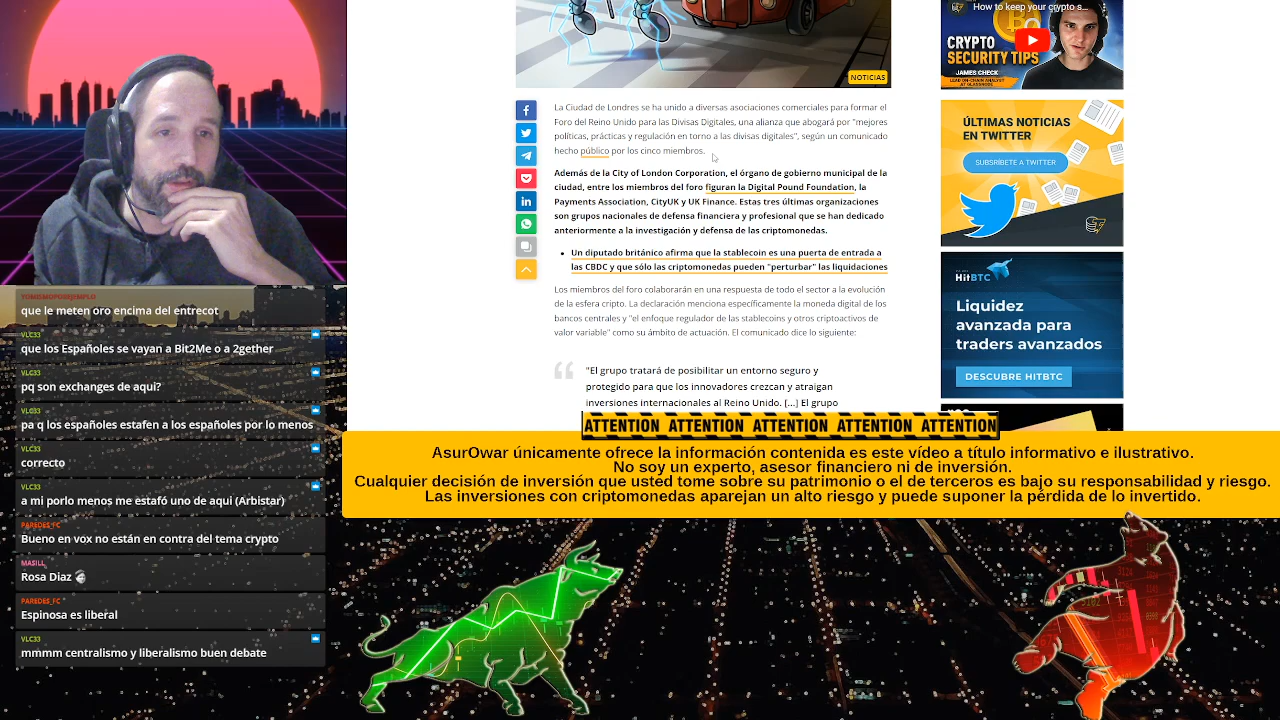 YOMISMOPOREJEMPLO
que le meten oro encima del entrecot
VLC33
que los Españoles se vayan a Bit2Me o a 2gether
VLC33
pq son exchanges de aqui?
VLC33
pa q los españoles estafen a los españoles por lo menos
VLC33
correcto
VLC33
a mi porlo menos me estafó uno de aqui (Arbistar)
PAREDES_FC
Bueno en vox no están en contra del tema crypto
MASILL
Rosa Diaz
PAREDES_FC
Espinosa es liberal
VLC33
mmmm centralismo y liberalismo buen debate
NOTICIAS
La Ciudad de Londres se ha unido a diversas asociaciones comerciales para formar el
Foro del Reino Unido para las Divisas Digitales, una alianza que abogará por "mejores
políticas, prácticas y regulación en torno a las divisas digitales", según un comunicado
hecho público por los cinco miembros.
Además de la City of London Corporation, el órgano de gobierno municipal de la
ciudad, entre los miembros del foro figuran la Digital Pound Foundation, la
Payments Association, CityUK y UK Finance. Estas tres últimas organizaciones
son grupos nacionales de defensa financiera y profesional que se han dedicado
anteriormente a la investigación y defensa de las criptomonedas.
• Un diputado británico afirma que la stablecoin es una puerta de entrada a
las CBDC y que sólo las criptomonedas pueden "perturbar" las liquidaciones
Los miembros del foro colaborarán en una respuesta de todo el sector a la evolución
de la esfera cripto. La declaración menciona específicamente la moneda digital de los
bancos centrales y "el enfoque regulador de las stablecoins y otros criptoactivos de
valor variable" como su ámbito de actuación. El comunicado dice lo siguiente:
"El grupo tratará de posibilitar un entorno seguro y
protegido para que los innovadores crezcan y atraigan
inversiones internacionales al Reino Unido. [...] El grupo
How to keep your crypto s...
CRYPTO
SECURITY TIPS
JAMES CHECK
LEAD ON-CHAIN ANALYST
AT GLASSNODE
ÚLTIMAS NOTICIAS
EN TWITTER
SUBSRÍBETE A TWITTER
HitBTC
Liquidez
avanzada para
traders avanzados
DESCUBRE HITBTC
ATTENTION ATTENTION ATTENTION ATTENTION ATTENTION
AsurOwar únicamente ofrece la información contenida es este vídeo a título informativo e ilustrativo.
No soy un experto, asesor financiero ni de inversión.
Cualquier decisión de inversión que usted tome sobre su patrimonio o el de terceros es bajo su responsabilidad y riesgo.
Las inversiones con criptomonedas aparejan un alto riesgo y puede suponer la pérdida de lo invertido.